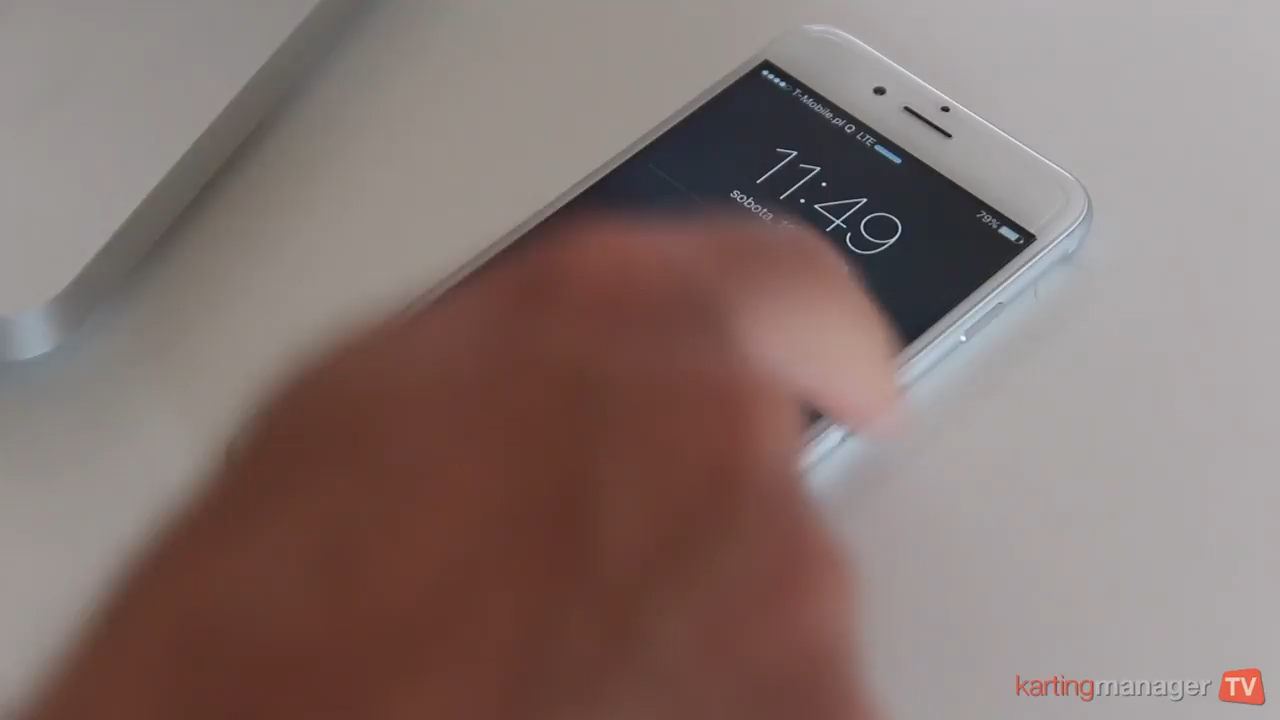 T-Mobile.pl Q LTE
79%
11:49
sobota,
kartingmanager TV